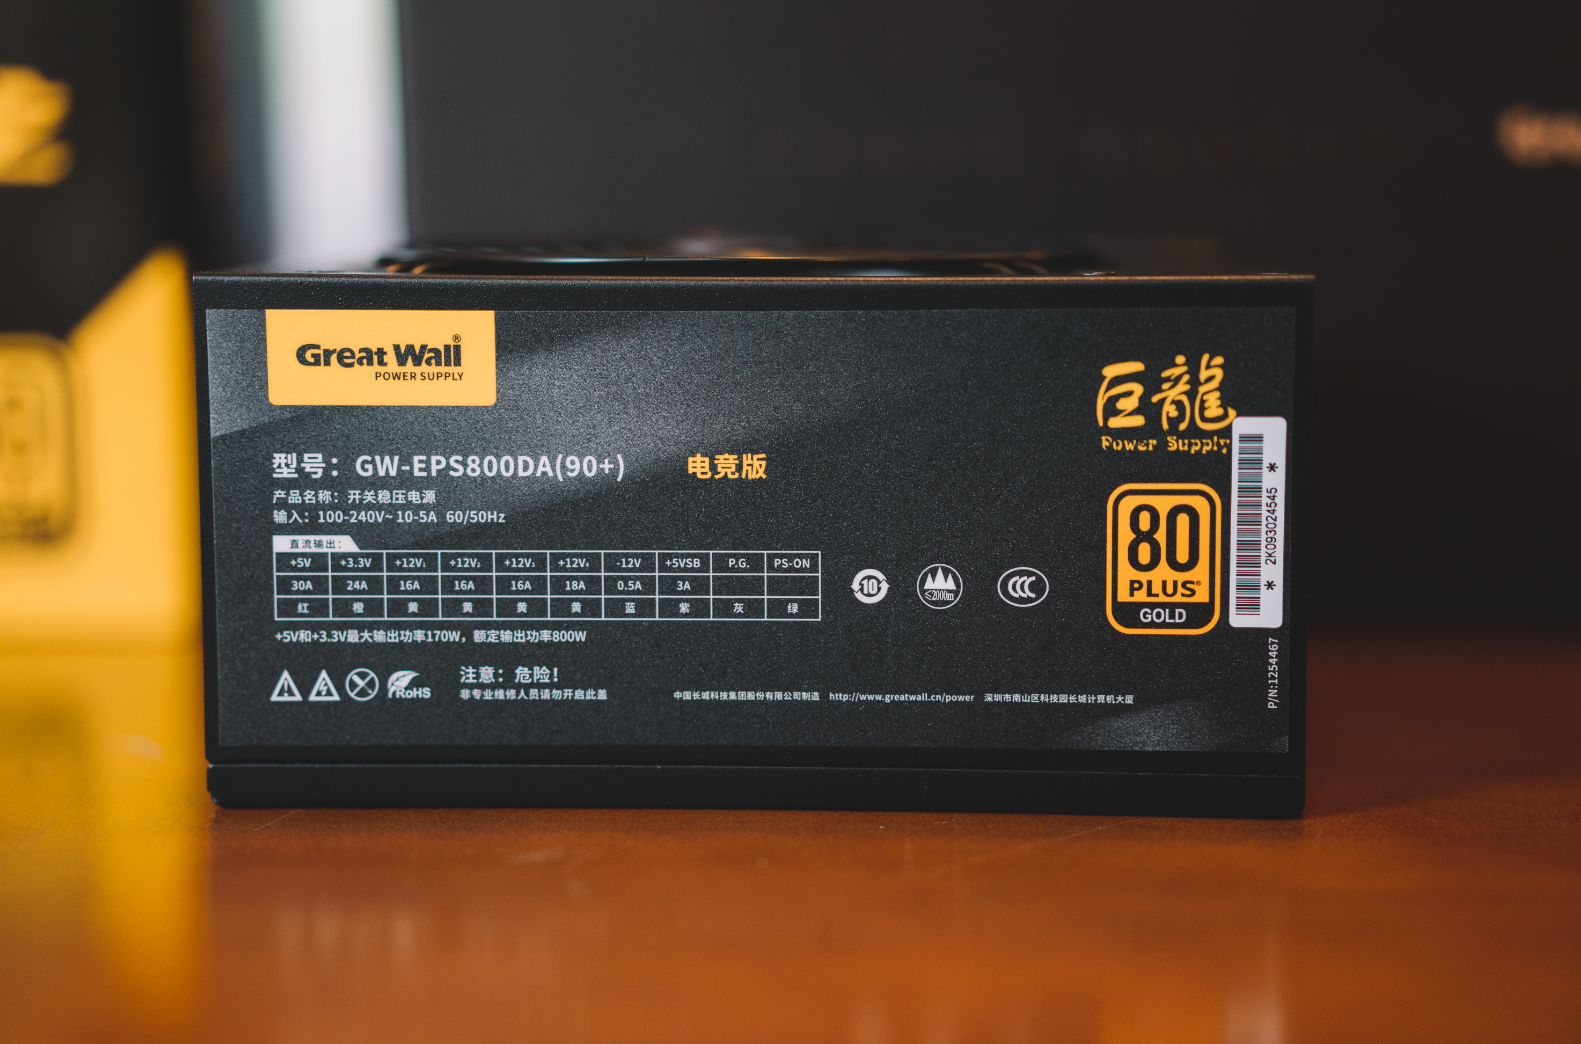 Great Wall®
POWER SUPPLY
巨龍
Power Supply
型号：GW-EPS800DA(90+) 电竞版
产品名称：开关稳压电源
输入：100-240V~ 10-5A 60/50Hz
直流输出：
+5V +3.3V +12V₁ +12V₂ +12V₃ +12V₄ -12V +5VSB P.G. PS-ON
30A 24A 16A 16A 16A 18A 0.5A 3A
红 橙 黄 黄 黄 黄 蓝 紫 灰 绿
+5V和+3.3V最大输出功率170W，额定输出功率800W
10
≤2000m
CCC
80
PLUS®
GOLD
* 2K093024545 *
P/N:1254467
RoHS
注意：危险！
非专业维修人员请勿开启此盖
中国长城科技集团股份有限公司制造 http://www.greatwall.cn/power 深圳市南山区科技园长城计算机大厦